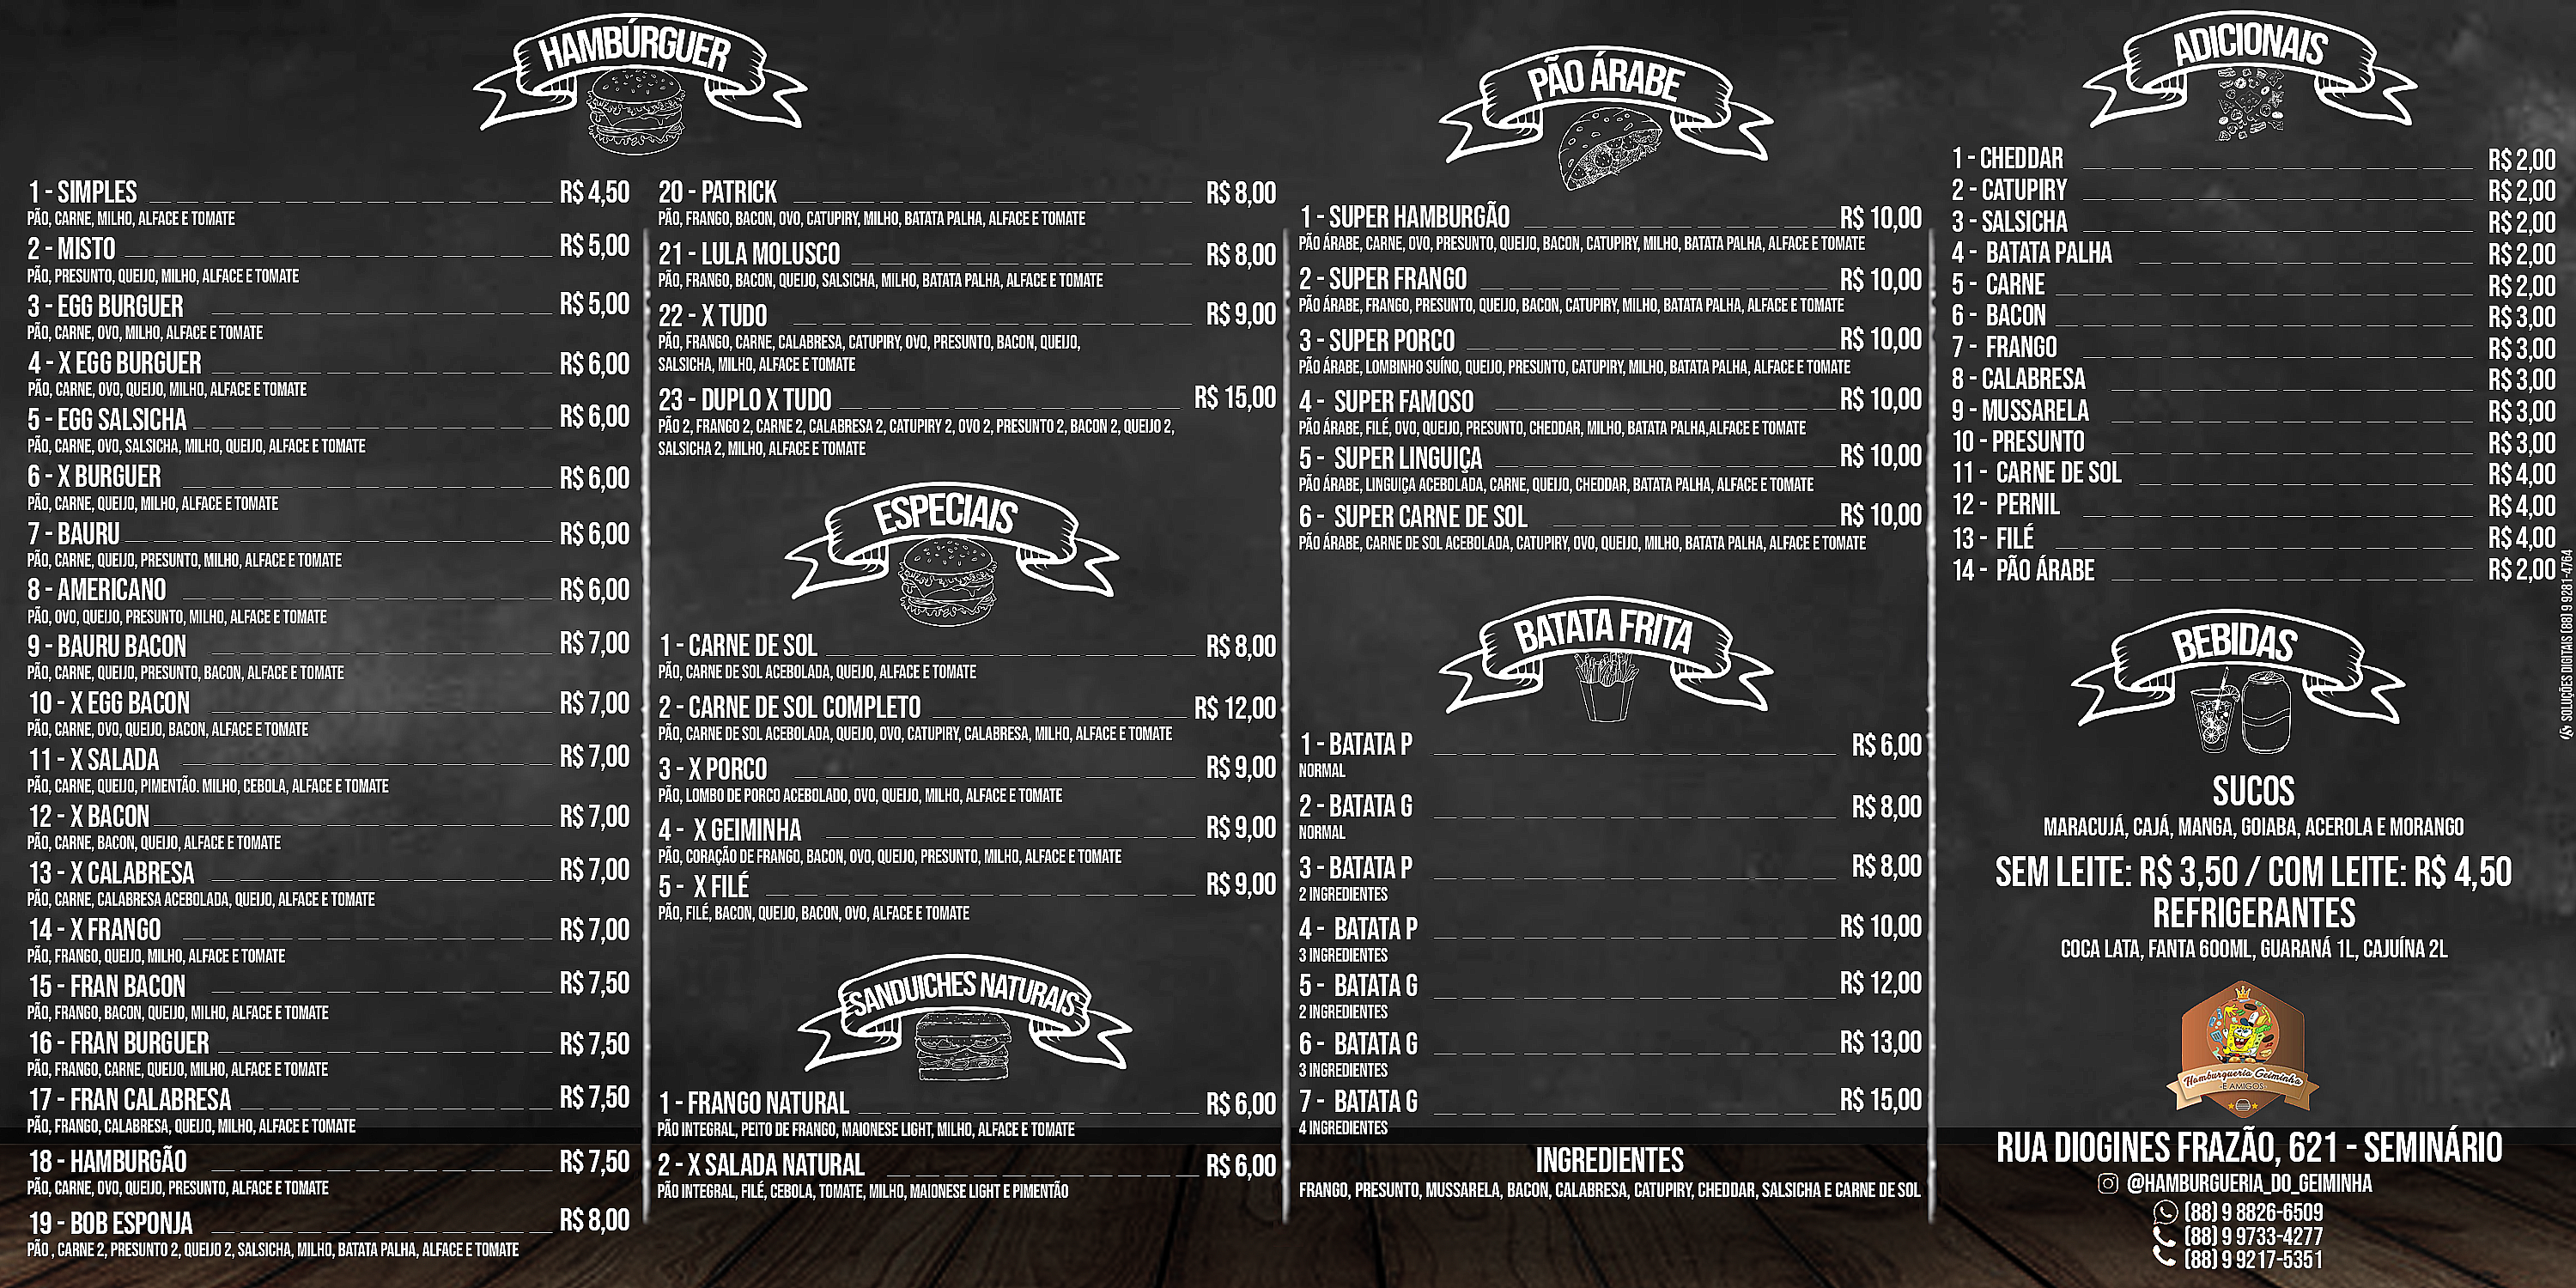 HAMBÚRGUER
1 - SIMPLES R$ 4,50
PÃO, CARNE, MILHO, ALFACE E TOMATE
2 - MISTO R$ 5,00
PÃO, PRESUNTO, QUEIJO, MILHO, ALFACE E TOMATE
3 - EGG BURGUER R$ 5,00
PÃO, CARNE, OVO, MILHO, ALFACE E TOMATE
4 - X EGG BURGUER R$ 6,00
PÃO, CARNE, OVO, QUEIJO, MILHO, ALFACE E TOMATE
5 - EGG SALSICHA R$ 6,00
PÃO, CARNE, OVO, SALSICHA, MILHO, QUEIJO, ALFACE E TOMATE
6 - X BURGUER R$ 6,00
PÃO, CARNE, QUEIJO, MILHO, ALFACE E TOMATE
7 - BAURU R$ 6,00
PÃO, CARNE, QUEIJO, PRESUNTO, MILHO, ALFACE E TOMATE
8 - AMERICANO R$ 6,00
PÃO, OVO, QUEIJO, PRESUNTO, MILHO, ALFACE E TOMATE
9 - BAURU BACON R$ 7,00
PÃO, CARNE, QUEIJO, PRESUNTO, BACON, ALFACE E TOMATE
10 - X EGG BACON R$ 7,00
PÃO, CARNE, OVO, QUEIJO, BACON, ALFACE E TOMATE
11 - X SALADA R$ 7,00
PÃO, CARNE, QUEIJO, PIMENTÃO. MILHO, CEBOLA, ALFACE E TOMATE
12 - X BACON R$ 7,00
PÃO, CARNE, BACON, QUEIJO, ALFACE E TOMATE
13 - X CALABRESA R$ 7,00
PÃO, CARNE, CALABRESA ACEBOLADA, QUEIJO, ALFACE E TOMATE
14 - X FRANGO R$ 7,00
PÃO, FRANGO, QUEIJO, MILHO, ALFACE E TOMATE
15 - FRAN BACON R$ 7,50
PÃO, FRANGO, BACON, QUEIJO, MILHO, ALFACE E TOMATE
16 - FRAN BURGUER R$ 7,50
PÃO, FRANGO, CARNE, QUEIJO, MILHO, ALFACE E TOMATE
17 - FRAN CALABRESA R$ 7,50
PÃO, FRANGO, CALABRESA, QUEIJO, MILHO, ALFACE E TOMATE
18 - HAMBURGÃO R$ 7,50
PÃO, CARNE, OVO, QUEIJO, PRESUNTO, ALFACE E TOMATE
19 - BOB ESPONJA R$ 8,00
PÃO , CARNE 2, PRESUNTO 2, QUEIJO 2, SALSICHA, MILHO, BATATA PALHA, ALFACE E TOMATE
20 - PATRICK R$ 8,00
PÃO, FRANGO, BACON, OVO, CATUPIRY, MILHO, BATATA PALHA, ALFACE E TOMATE
21 - LULA MOLUSCO R$ 8,00
PÃO, FRANGO, BACON, QUEIJO, SALSICHA, MILHO, BATATA PALHA, ALFACE E TOMATE
22 - X TUDO R$ 9,00
PÃO, FRANGO, CARNE, CALABRESA, CATUPIRY, OVO, PRESUNTO, BACON, QUEIJO,
SALSICHA, MILHO, ALFACE E TOMATE
23 - DUPLO X TUDO R$ 15,00
PÃO 2, FRANGO 2, CARNE 2, CALABRESA 2, CATUPIRY 2, OVO 2, PRESUNTO 2, BACON 2, QUEIJO 2,
SALSICHA 2, MILHO, ALFACE E TOMATE
ESPECIAIS
1 - CARNE DE SOL R$ 8,00
PÃO, CARNE DE SOL ACEBOLADA, QUEIJO, ALFACE E TOMATE
2 - CARNE DE SOL COMPLETO R$ 12,00
PÃO, CARNE DE SOL ACEBOLADA, QUEIJO, OVO, CATUPIRY, CALABRESA, MILHO, ALFACE E TOMATE
3 - X PORCO R$ 9,00
PÃO, LOMBO DE PORCO ACEBOLADO, OVO, QUEIJO, MILHO, ALFACE E TOMATE
4 - X GEIMINHA R$ 9,00
PÃO, CORAÇÃO DE FRANGO, BACON, OVO, QUEIJO, PRESUNTO, MILHO, ALFACE E TOMATE
5 - X FILÉ R$ 9,00
PÃO, FILÉ, BACON, QUEIJO, BACON, OVO, ALFACE E TOMATE
SANDUICHES NATURAIS
1 - FRANGO NATURAL R$ 6,00
PÃO INTEGRAL, PEITO DE FRANGO, MAIONESE LIGHT, MILHO, ALFACE E TOMATE
2 - X SALADA NATURAL R$ 6,00
PÃO INTEGRAL, FILÉ, CEBOLA, TOMATE, MILHO, MAIONESE LIGHT E PIMENTÃO
PÃO ÁRABE
1 - SUPER HAMBURGÃO R$ 10,00
PÃO ÁRABE, CARNE, OVO, PRESUNTO, QUEIJO, BACON, CATUPIRY, MILHO, BATATA PALHA, ALFACE E TOMATE
2 - SUPER FRANGO R$ 10,00
PÃO ÁRABE, FRANGO, PRESUNTO, QUEIJO, BACON, CATUPIRY, MILHO, BATATA PALHA, ALFACE E TOMATE
3 - SUPER PORCO R$ 10,00
PÃO ÁRABE, LOMBINHO SUÍNO, QUEIJO, PRESUNTO, CATUPIRY, MILHO, BATATA PALHA, ALFACE E TOMATE
4 - SUPER FAMOSO R$ 10,00
PÃO ÁRABE, FILÉ, OVO, QUEIJO, PRESUNTO, CHEDDAR, MILHO, BATATA PALHA,ALFACE E TOMATE
5 - SUPER LINGUIÇA R$ 10,00
PÃO ÁRABE, LINGUIÇA ACEBOLADA, CARNE, QUEIJO, CHEDDAR, BATATA PALHA, ALFACE E TOMATE
6 - SUPER CARNE DE SOL R$ 10,00
PÃO ÁRABE, CARNE DE SOL ACEBOLADA, CATUPIRY, OVO, QUEIJO, MILHO, BATATA PALHA, ALFACE E TOMATE
BATATA FRITA
1 - BATATA P R$ 6,00
NORMAL
2 - BATATA G R$ 8,00
NORMAL
3 - BATATA P R$ 8,00
2 INGREDIENTES
4 - BATATA P R$ 10,00
3 INGREDIENTES
5 - BATATA G R$ 12,00
2 INGREDIENTES
6 - BATATA G R$ 13,00
3 INGREDIENTES
7 - BATATA G R$ 15,00
4 INGREDIENTES
INGREDIENTES
FRANGO, PRESUNTO, MUSSARELA, BACON, CALABRESA, CATUPIRY, CHEDDAR, SALSICHA E CARNE DE SOL
ADICIONAIS
1 - CHEDDAR R$ 2,00
2 - CATUPIRY R$ 2,00
3 - SALSICHA R$ 2,00
4 - BATATA PALHA R$ 2,00
5 - CARNE R$ 2,00
6 - BACON R$ 3,00
7 - FRANGO R$ 3,00
8 - CALABRESA R$ 3,00
9 - MUSSARELA R$ 3,00
10 - PRESUNTO R$ 3,00
11 - CARNE DE SOL R$ 4,00
12 - PERNIL R$ 4,00
13 - FILÉ R$ 4,00
14 - PÃO ÁRABE R$ 2,00
BEBIDAS
SUCOS
MARACUJÁ, CAJÁ, MANGA, GOIABA, ACEROLA E MORANGO
SEM LEITE: R$ 3,50 / COM LEITE: R$ 4,50
REFRIGERANTES
COCA LATA, FANTA 600ML, GUARANÁ 1L, CAJUÍNA 2L
Hamburgueria Geiminha
E AMIGOS
RUA DIOGINES FRAZÃO, 621 - SEMINÁRIO
@HAMBURGUERIA_DO_GEIMINHA
(88) 9 8826-6509
(88) 9 9733-4277
(88) 9 9217-5351
SOLUÇÕES DIGITAIS (88) 9 9281-4764